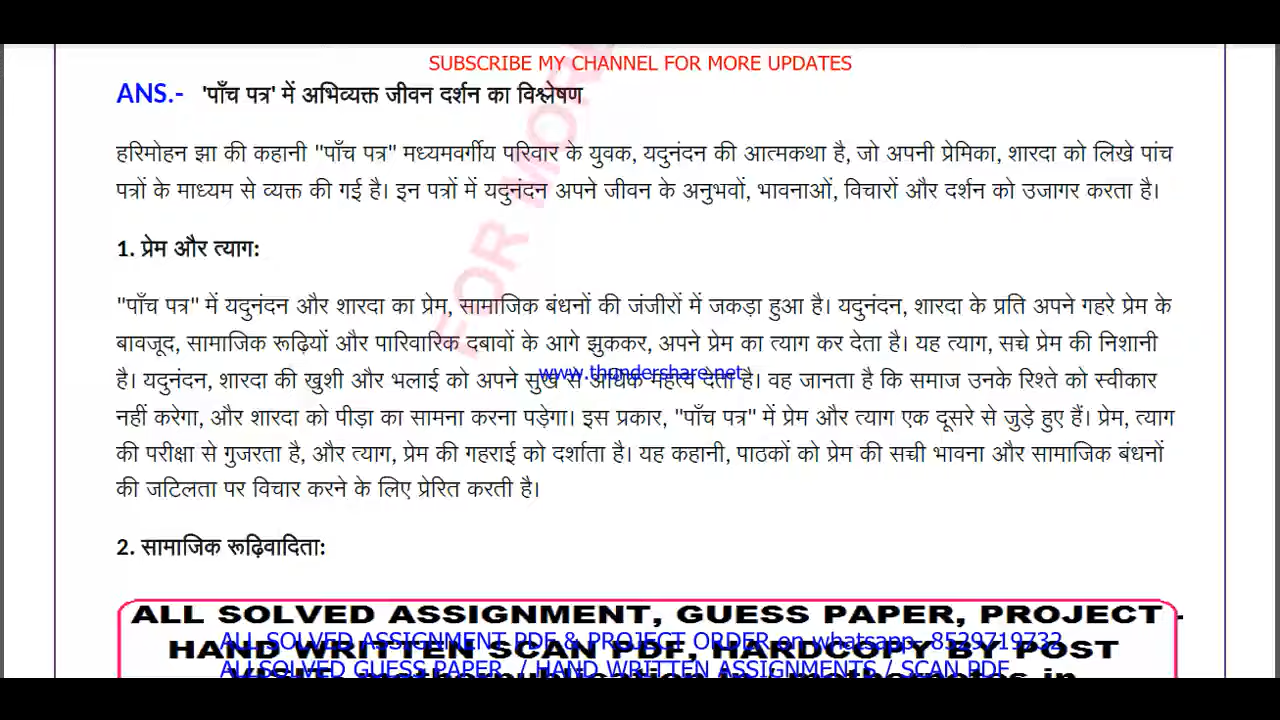 SUBSCRIBE MY CHANNEL FOR MORE UPDATES
ANS.- 'पाँच पत्र' में अभिव्यक्त जीवन दर्शन का विश्लेषण
हरिमोहन झा की कहानी "पाँच पत्र" मध्यमवर्गीय परिवार के युवक, यदुनंदन की आत्मकथा है, जो अपनी प्रेमिका, शारदा को लिखे पांच
पत्रों के माध्यम से व्यक्त की गई है। इन पत्रों में यदुनंदन अपने जीवन के अनुभवों, भावनाओं, विचारों और दर्शन को उजागर करता है।
1. प्रेम और त्याग:
"पाँच पत्र" में यदुनंदन और शारदा का प्रेम, सामाजिक बंधनों की जंजीरों में जकड़ा हुआ है। यदुनंदन, शारदा के प्रति अपने गहरे प्रेम के
बावजूद, सामाजिक रूढ़ियों और पारिवारिक दबावों के आगे झुककर, अपने प्रेम का त्याग कर देता है। यह त्याग, सच्चे प्रेम की निशानी
www.thundershare.net
है। यदुनंदन, शारदा की खुशी और भलाई को अपने सुख से अधिक महत्व देता है। वह जानता है कि समाज उनके रिश्ते को स्वीकार
नहीं करेगा, और शारदा को पीड़ा का सामना करना पड़ेगा। इस प्रकार, "पाँच पत्र" में प्रेम और त्याग एक दूसरे से जुड़े हुए हैं। प्रेम, त्याग
की परीक्षा से गुजरता है, और त्याग, प्रेम की गहराई को दर्शाता है। यह कहानी, पाठकों को प्रेम की सच्ची भावना और सामाजिक बंधनों
की जटिलता पर विचार करने के लिए प्रेरित करती है।
2. सामाजिक रूढ़िवादिता:
FOR MORE
ALL SOLVED ASSIGNMENT, GUESS PAPER, PROJECT -
ALL SOLVED ASSIGNMENT PDF & PROJECT ORDER on whatsapp- 8529719732
HAND WRITTEN SCAN PDF, HARDCOPY BY POST
ALL SOLVED GUESS PAPER / HAND WRITTEN ASSIGNMENTS / SCAN PDF